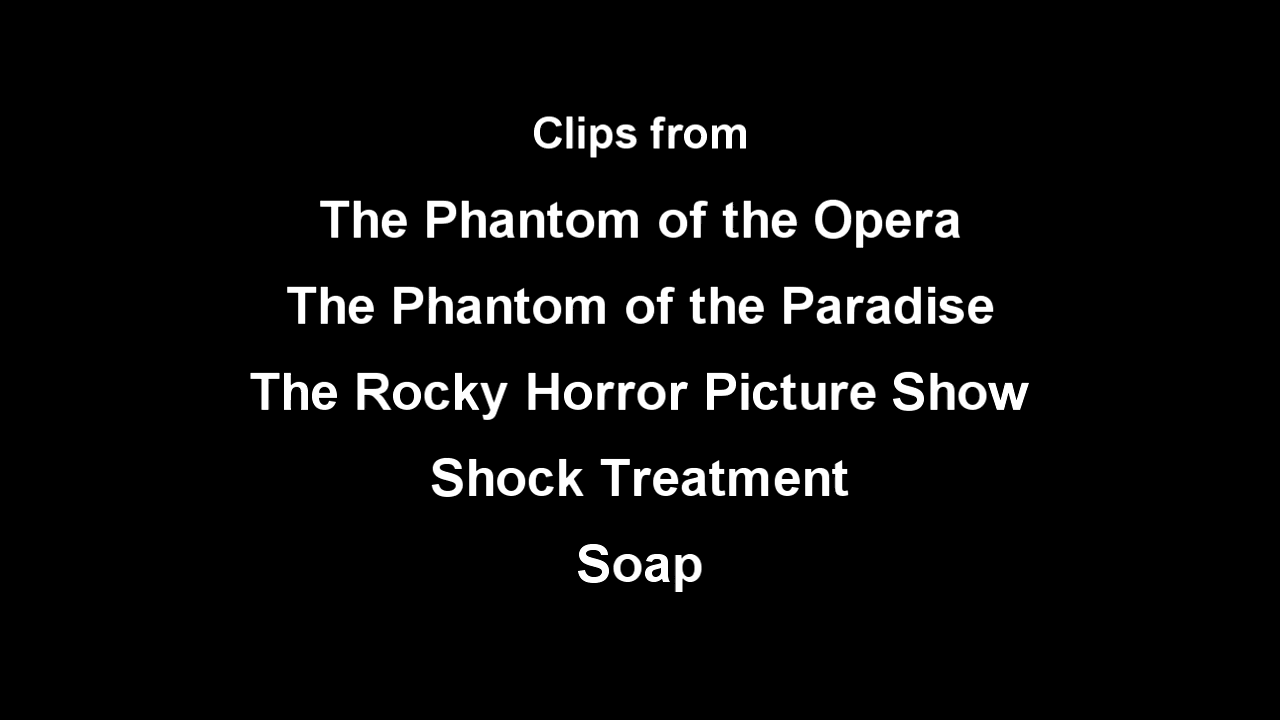 Clips from
The Phantom of the Opera
The Phantom of the Paradise
The Rocky Horror Picture Show
Shock Treatment
Soap